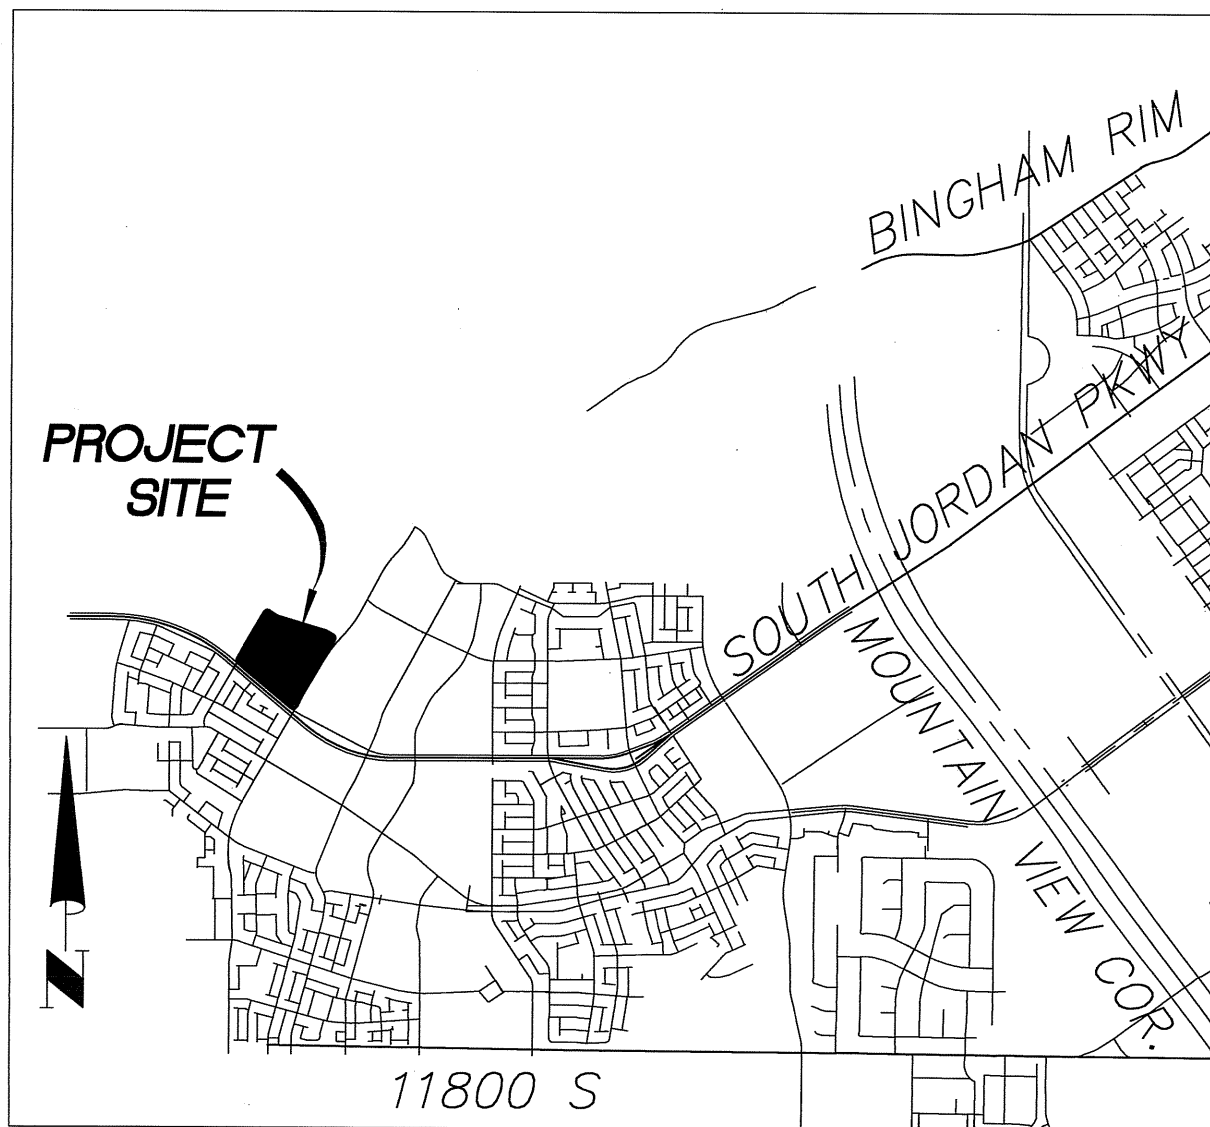 BINGHAM RIM
SOUTH JORDAN PKWY
PROJECT
SITE
MOUNTAIN VIEW COR.
N
11800 S